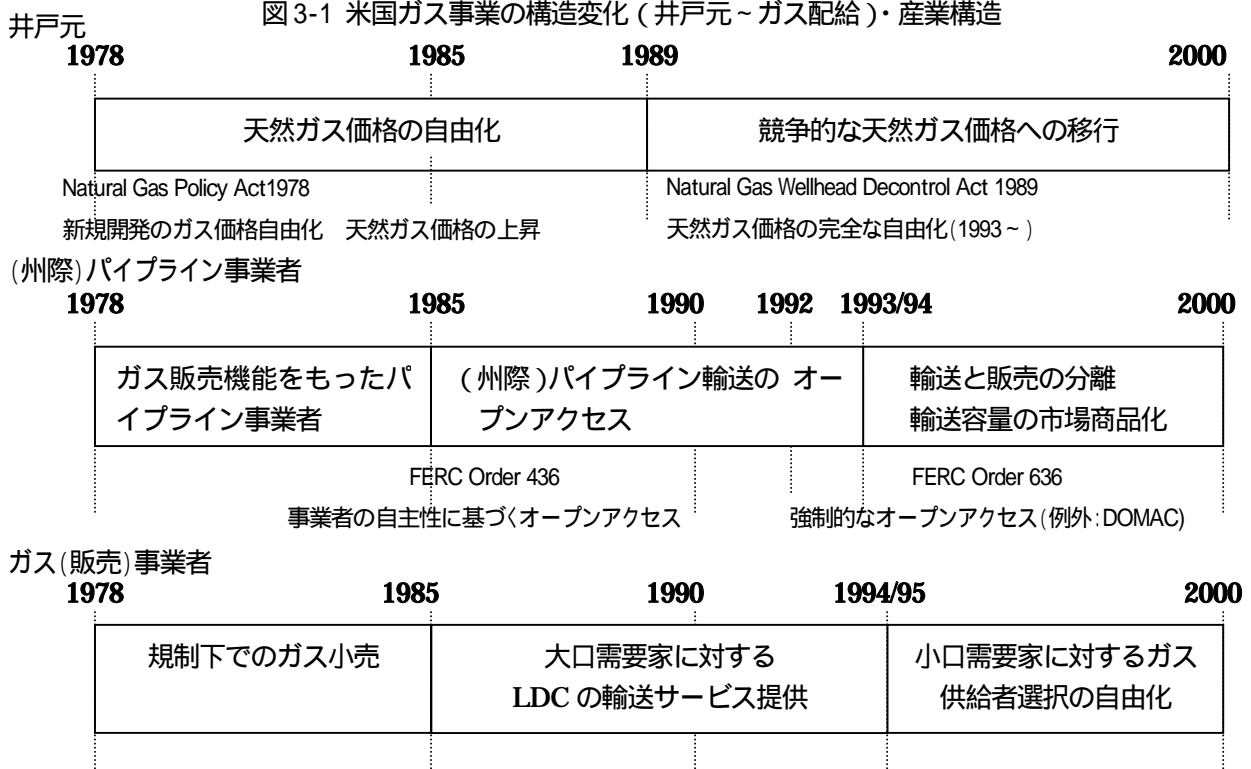 図3-1 米国ガス事業の構造変化(井戸元~ガス配給)・産業構造
井戸元
1978 1985 1989 2000
天然ガス価格の自由化 競争的な天然ガス価格への移行
Natural Gas Policy Act1978 Natural Gas Wellhead Decontrol Act 1989
新規開発のガス価格自由化 天然ガス価格の上昇 天然ガス価格の完全な自由化(1993~)
(州際)パイプライン事業者
1978 1985 1990 1992 1993/94 2000
ガス販売機能をもったパ (州際)パイプライン輸送の オー 輸送と販売の分離
イプライン事業者 プンアクセス 輸送容量の市場商品化
FERC Order 436 FERC Order 636
事業者の自主性に基づくオープンアクセス 強制的なオープンアクセス(例外:DOMAC)
ガス(販売)事業者
1978 1985 1990 1994/95 2000
規制下でのガス小売 大口需要家に対する 小口需要家に対するガス
LDCの輸送サービス提供 供給者選択の自由化